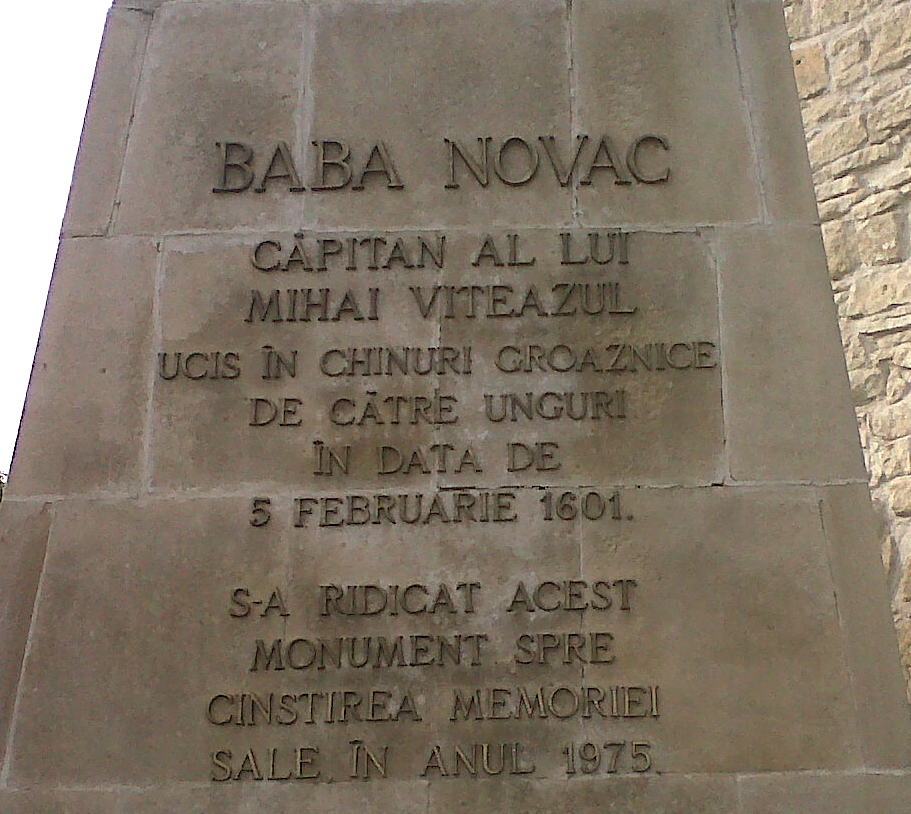 BABA NOVAC
CĂPITAN AL LUI
MIHAI VITEAZUL
UCIS ÎN CHINURI GROAZNICE
DE CĂTRE UNGURI
ÎN DATA DE
5 FEBRUARIE 1601.
S-A RIDICAT ACEST
MONUMENT SPRE
CINSTIREA MEMORIEI
SALE ÎN ANUL 1975.